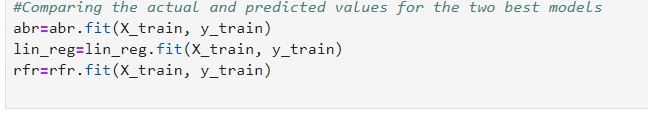 #Comparing the actual and predicted values for the two best models
abr=abr.fit(X_train, y_train)
lin_reg=lin_reg.fit(X_train, y_train)
rfr=rfr.fit(X_train, y_train)